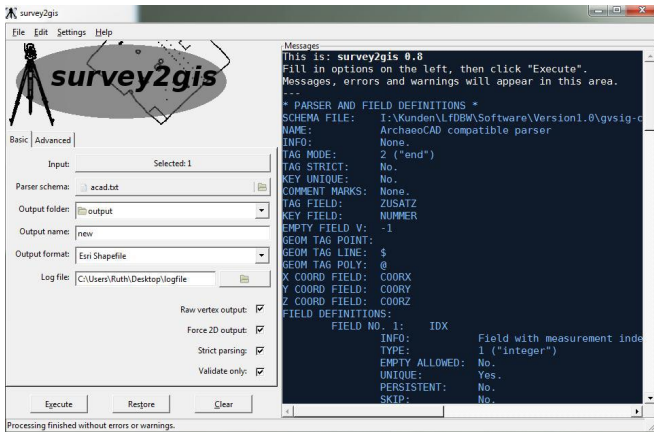 survey2gis
File Edit Settings Help
survey2gis
Basic Advanced
Input: Selected: 1
Parser schema: acad.txt
Output folder: output
Output name: new
Output format: Esri Shapefile
Log file: C:\Users\Ruth\Desktop\logfile
Raw vertex output:
Force 2D output:
Strict parsing:
Validate only:
Execute Restore Clear
Processing finished without errors or warnings.
Messages
This is: survey2gis 0.8
Fill in options on the left, then click "Execute".
Messages, errors and warnings will appear in this area.
---
* PARSER AND FIELD DEFINITIONS *
SCHEMA FILE: I:\Kunden\LfDBW\Software\Version1.0\gvsig-c
NAME: ArchaeoCAD compatible parser
INFO: None.
TAG MODE: 2 ("end")
TAG STRICT: No.
KEY UNIQUE: No.
COMMENT MARKS: None.
TAG FIELD: ZUSATZ
KEY FIELD: NUMMER
EMPTY FIELD V: -1
GEOM TAG POINT:
GEOM TAG LINE: $
GEOM TAG POLY: @
X COORD FIELD: COORX
Y COORD FIELD: COORY
Z COORD FIELD: COORZ
FIELD DEFINITIONS:
FIELD NO. 1: IDX
INFO: Field with measurement inde
TYPE: 1 ("integer")
EMPTY ALLOWED: No.
UNIQUE: Yes.
PERSISTENT: No.
SKIP: No.